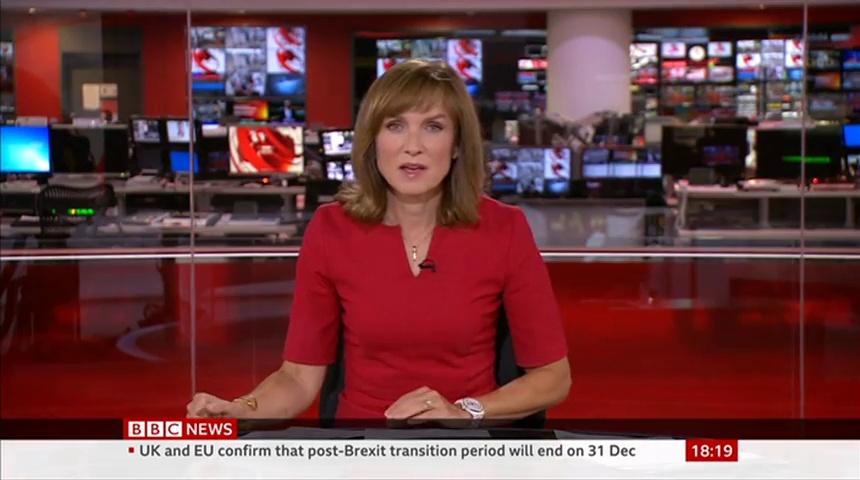 BBC NEWS
▪ UK and EU confirm that post-Brexit transition period will end on 31 Dec
18:19